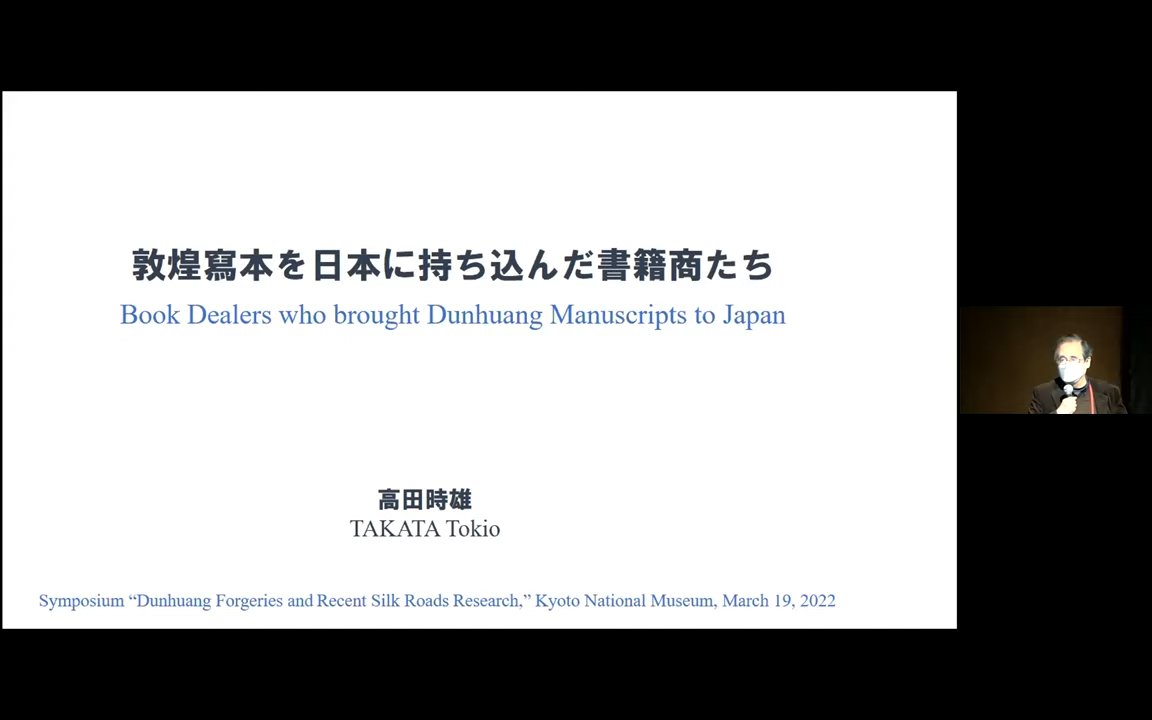 敦煌寫本を日本に持ち込んだ書籍商たち
Book Dealers who brought Dunhuang Manuscripts to Japan
高田時雄
TAKATA Tokio
Symposium “Dunhuang Forgeries and Recent Silk Roads Research,” Kyoto National Museum, March 19, 2022